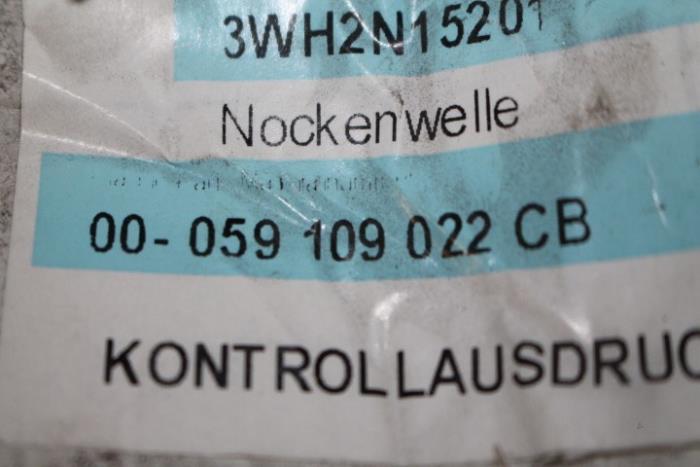 3WH2N15201
Nockenwelle
00- 059 109 022 CB
KONTROLLAUSDRUC